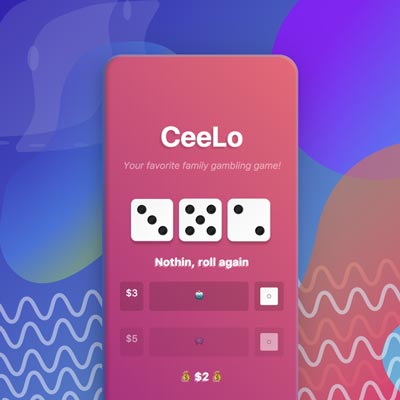 CeeLo
Your favorite family gambling game!
Nothin, roll again
$3
$5
💰 $2 💰